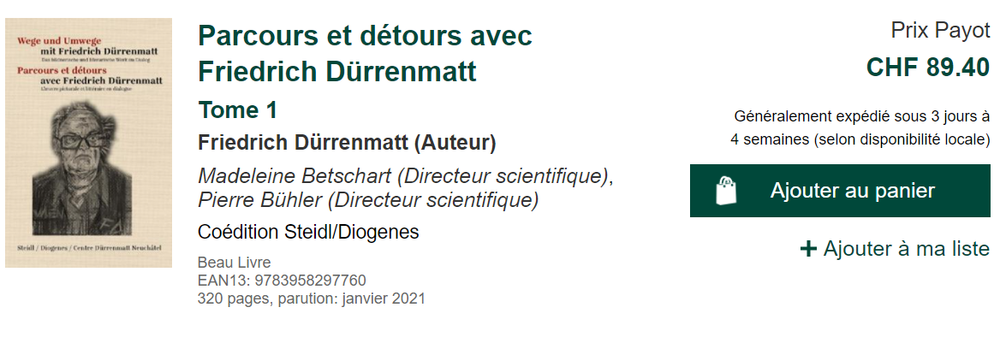 Wege und Umwege
mit Friedrich Dürrenmatt
Das bildnerische und literarische Werk im Dialog
Parcours et détours
avec Friedrich Dürrenmatt
L'œuvre picturale et littéraire en dialogue
Steidl / Diogenes / Centre Dürrenmatt Neuchâtel
Parcours et détours avec
Friedrich Dürrenmatt
Tome 1
Friedrich Dürrenmatt (Auteur)
Madeleine Betschart (Directeur scientifique),
Pierre Bühler (Directeur scientifique)
Coédition Steidl/Diogenes
Beau Livre
EAN13: 9783958297760
320 pages, parution: janvier 2021
Prix Payot
CHF 89.40
Généralement expédié sous 3 jours à
4 semaines (selon disponibilité locale)
Ajouter au panier
+ Ajouter à ma liste